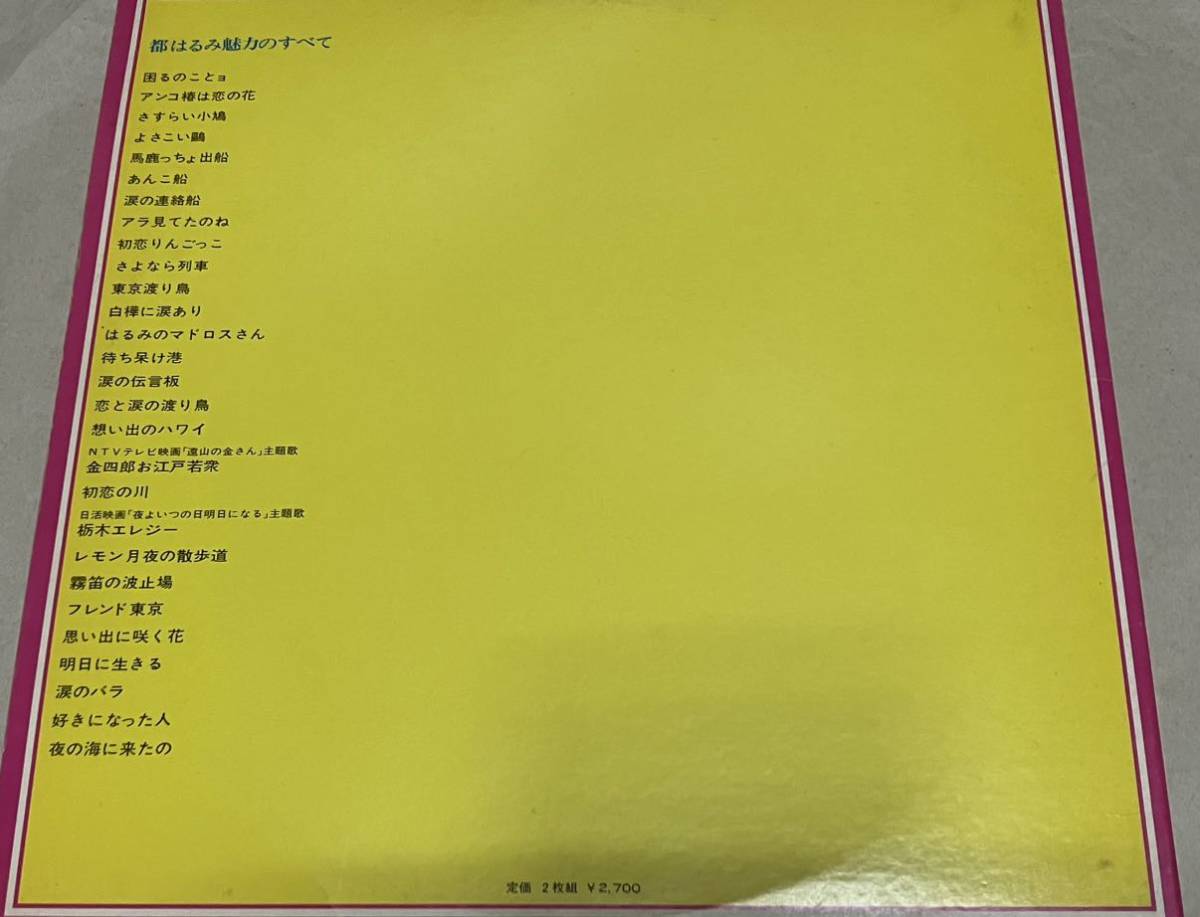 都はるみ魅力のすべて
困るのことョ
アンコ椿は恋の花
さすらい小鳩
よさこい鷗
馬鹿っちょ出船
あんこ船
涙の連絡船
アラ見てたのね
初恋りんごっこ
さよなら列車
東京渡り鳥
白樺に涙あり
はるみのマドロスさん
待ち呆け港
涙の伝言板
恋と涙の渡り鳥
想い出のハワイ
NTVテレビ映画「遠山の金さん」主題歌
金四郎お江戸若衆
初恋の川
日活映画「夜よいつの日明日になる」主題歌
栃木エレジー
レモン月夜の散歩道
霧笛の波止場
フレンド東京
思い出に咲く花
明日に生きる
涙のバラ
好きになった人
夜の海に来たの
定価 2枚組 ¥2,700